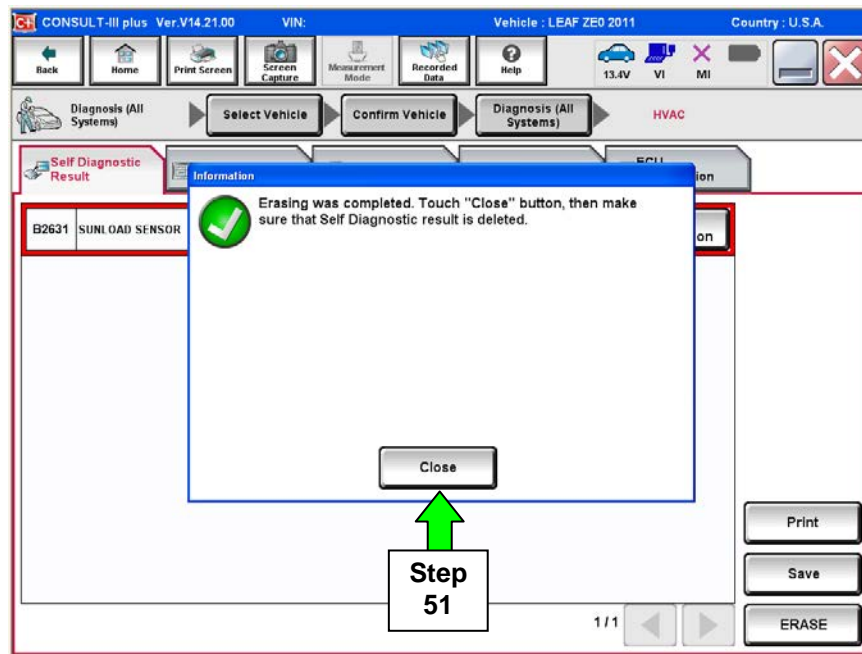 CONSULT-III plus Ver.V14.21.00 VIN: Vehicle : LEAF ZE0 2011 Country : U.S.A.
Back
Home
Print Screen
Screen Capture
Measurement Mode
Recorded Data
Help
13.4V
VI
MI
Diagnosis (All Systems)
Select Vehicle
Confirm Vehicle
Diagnosis (All Systems)
HVAC
Self Diagnostic Result
ECU
ion
Information
Erasing was completed. Touch "Close" button, then make
sure that Self Diagnostic result is deleted.
B2631 SUNLOAD SENSOR
on
Close
Step
51
Print
Save
1/1
ERASE